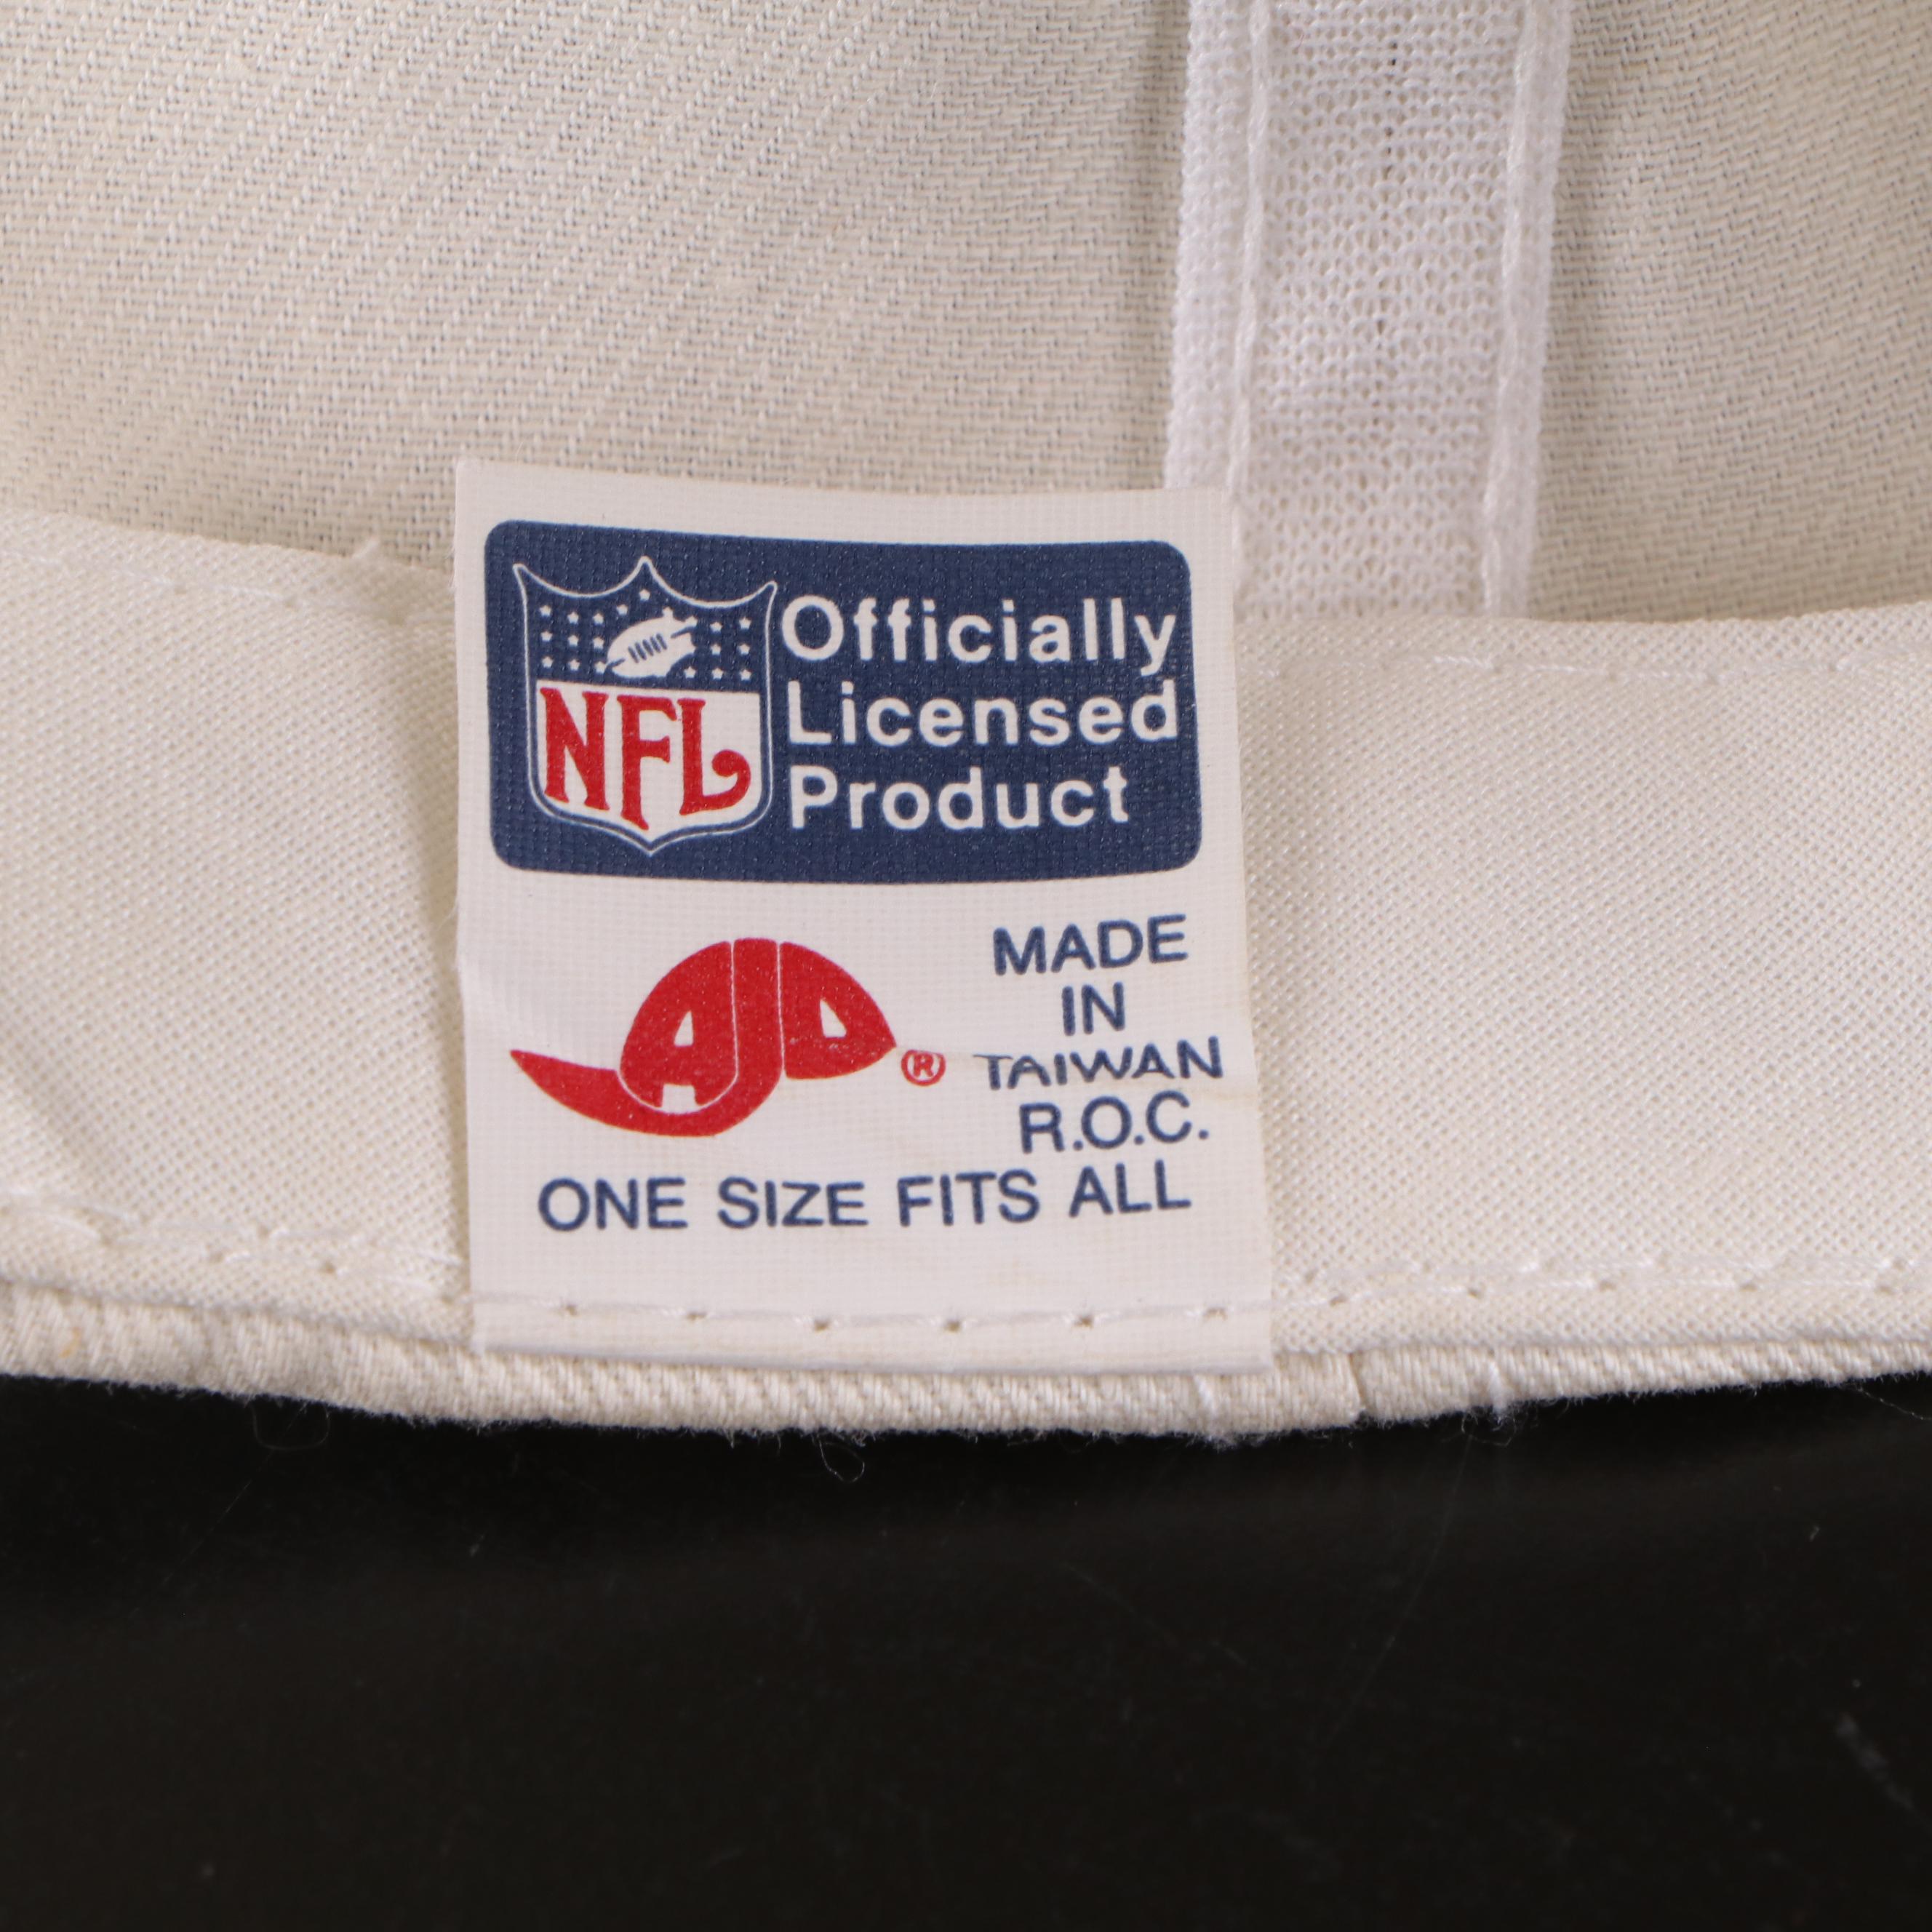 NFL
Officially
Licensed
Product
AJD
®
MADE
IN
TAIWAN
R.O.C.
ONE SIZE FITS ALL